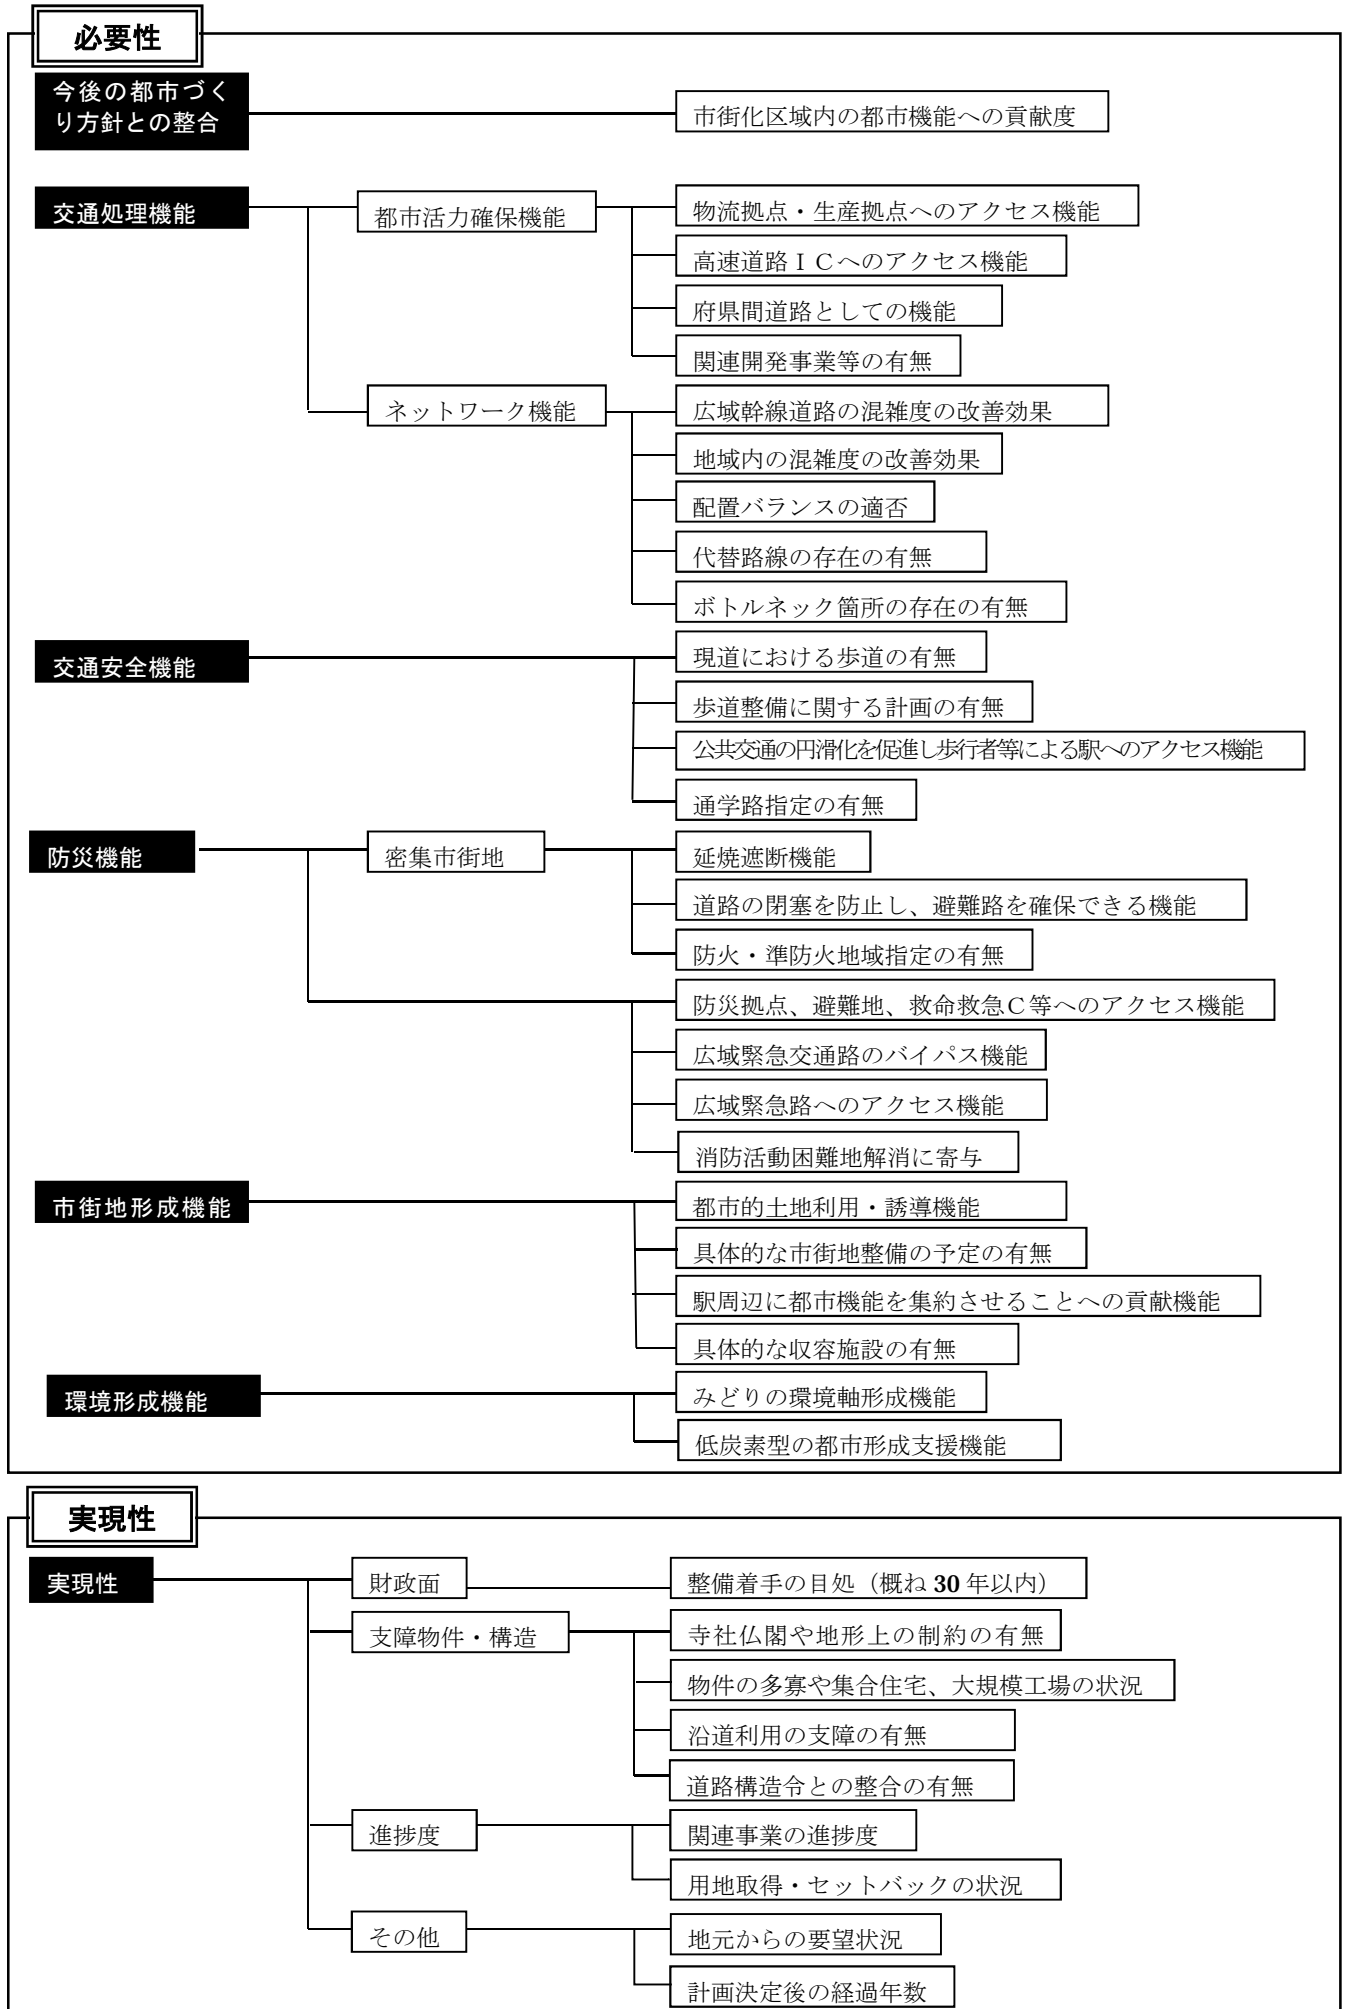 必要性
今後の都市づく
り方針との整合
市街化区域内の都市機能への貢献度
交通処理機能
都市活力確保機能
物流拠点・生産拠点へのアクセス機能
高速道路ＩＣへのアクセス機能
府県間道路としての機能
関連開発事業等の有無
ネットワーク機能
広域幹線道路の混雑度の改善効果
地域内の混雑度の改善効果
配置バランスの適否
代替路線の存在の有無
ボトルネック箇所の存在の有無
交通安全機能
現道における歩道の有無
歩道整備に関する計画の有無
公共交通の円滑化を促進し歩行者等による駅へのアクセス機能
通学路指定の有無
防災機能
密集市街地
延焼遮断機能
道路の閉塞を防止し、避難路を確保できる機能
防火・準防火地域指定の有無
防災拠点、避難地、救命救急Ｃ等へのアクセス機能
広域緊急交通路のバイパス機能
広域緊急路へのアクセス機能
消防活動困難地解消に寄与
市街地形成機能
都市的土地利用・誘導機能
具体的な市街地整備の予定の有無
駅周辺に都市機能を集約させることへの貢献機能
具体的な収容施設の有無
環境形成機能
みどりの環境軸形成機能
低炭素型の都市形成支援機能
実現性
実現性
財政面
整備着手の目処（概ね 30 年以内）
支障物件・構造
寺社仏閣や地形上の制約の有無
物件の多寡や集合住宅、大規模工場の状況
沿道利用の支障の有無
道路構造令との整合の有無
進捗度
関連事業の進捗度
用地取得・セットバックの状況
その他
地元からの要望状況
計画決定後の経過年数